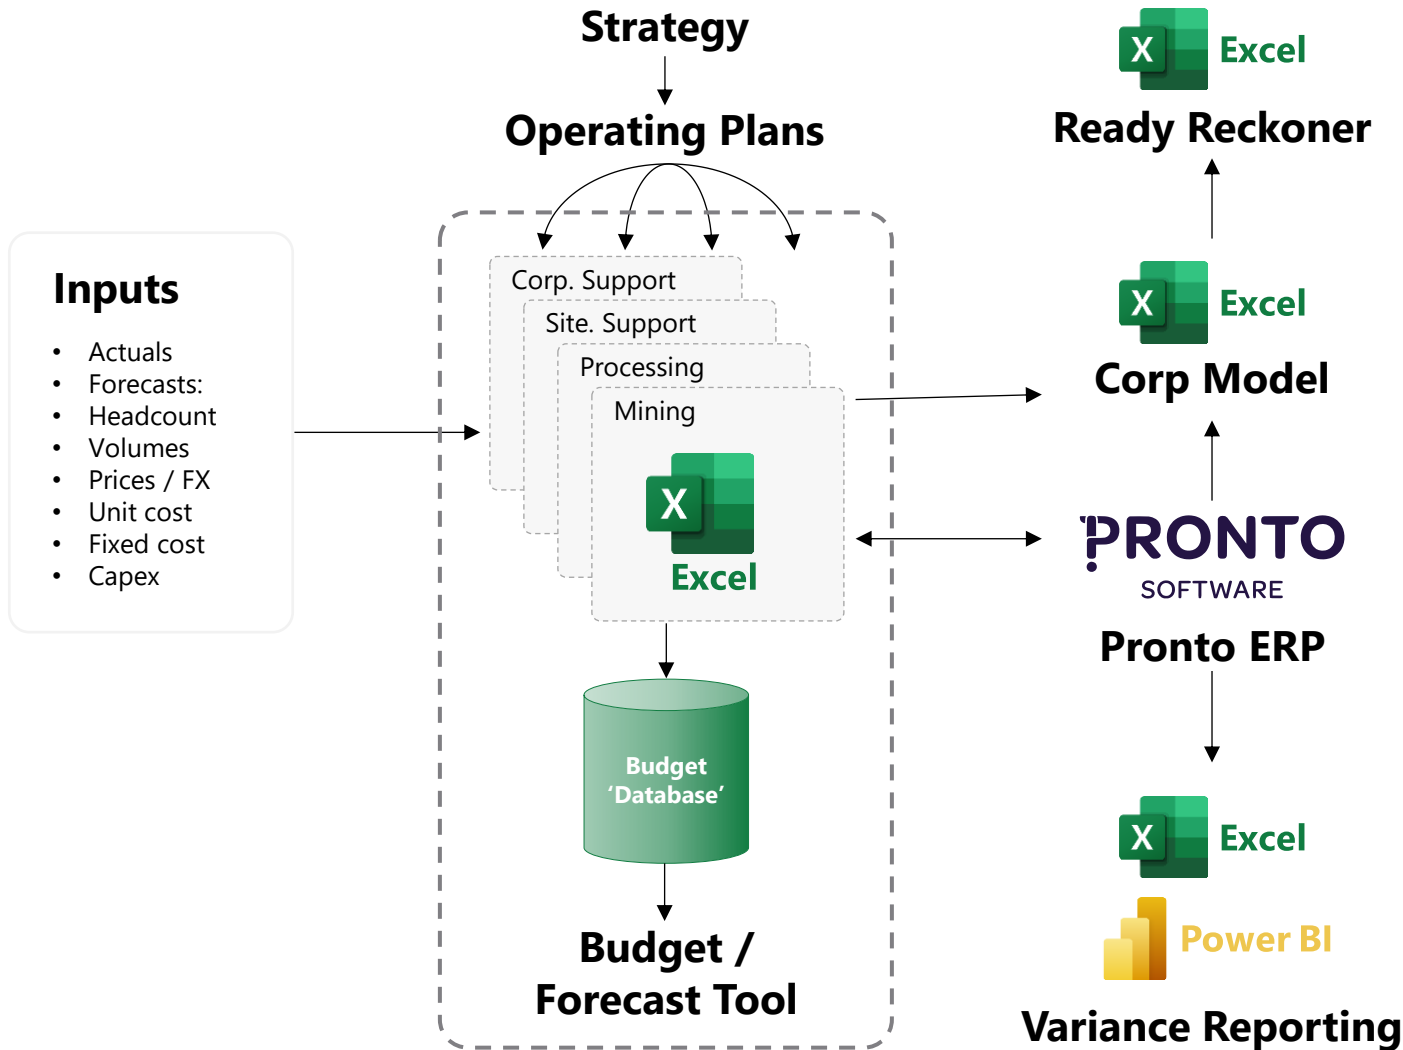 Strategy
Operating Plans
Inputs
• Actuals
• Forecasts:
• Headcount
• Volumes
• Prices / FX
• Unit cost
• Fixed cost
• Capex
Corp. Support
Site. Support
Processing
Mining
X
Excel
Budget
‘Database’
Budget /
Forecast Tool
X Excel
Ready Reckoner
X Excel
Corp Model
PRONTO
SOFTWARE
Pronto ERP
X Excel
Power BI
Variance Reporting